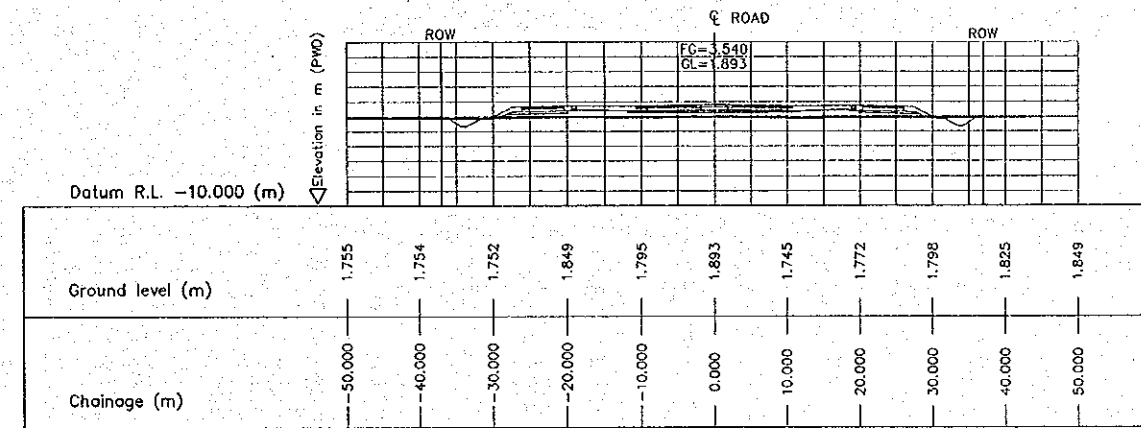 ℄ ROAD
ROW
ROW
FG=3.540
GL=1.893
Elevation in m (PWD)
Datum R.L. -10.000 (m)
Ground level (m)
1.755 1.754 1.752 1.849 1.795 1.893 1.745 1.772 1.798 1.825 1.849
Chainage (m)
-50.000 -40.000 -30.000 -20.000 -10.000 0.000 10.000 20.000 30.000 40.000 50.000